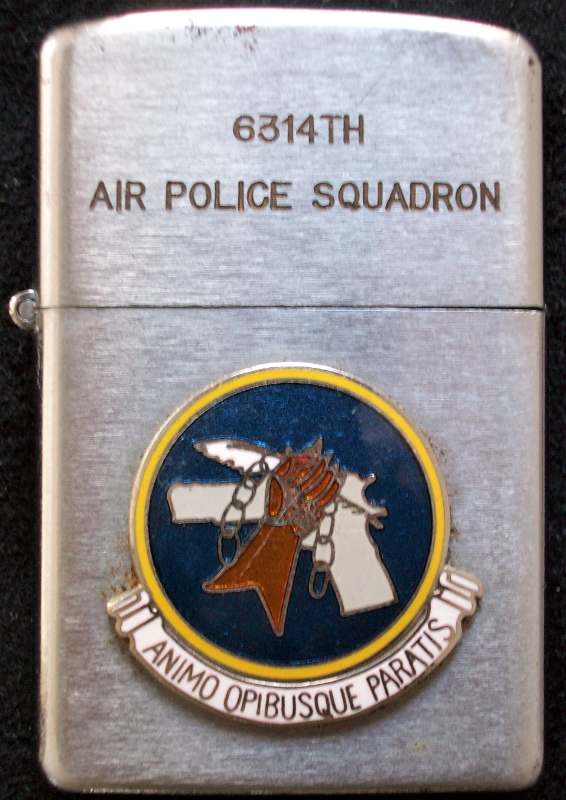 6314TH
AIR POLICE SQUADRON
ANIMO OPIBUSQUE PARATIS